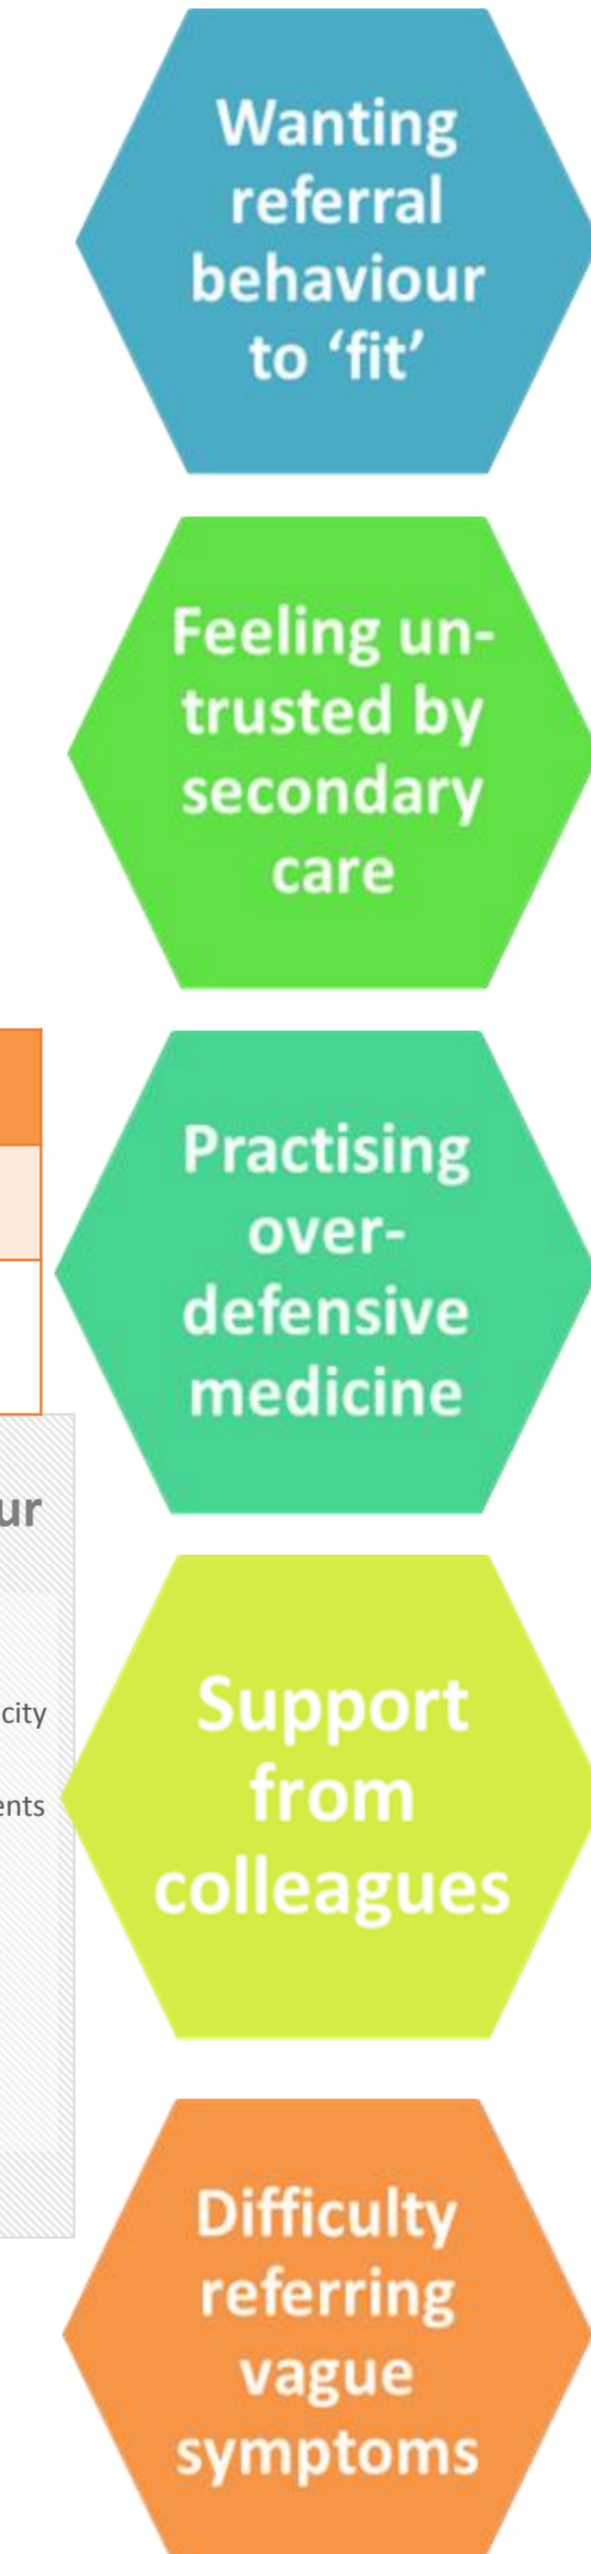 Wanting
referral
behaviour
to ‘fit’
Feeling un-
trusted by
secondary
care
Practising
over-
defensive
medicine
Support
from
colleagues
Difficulty
referring
vague
symptoms